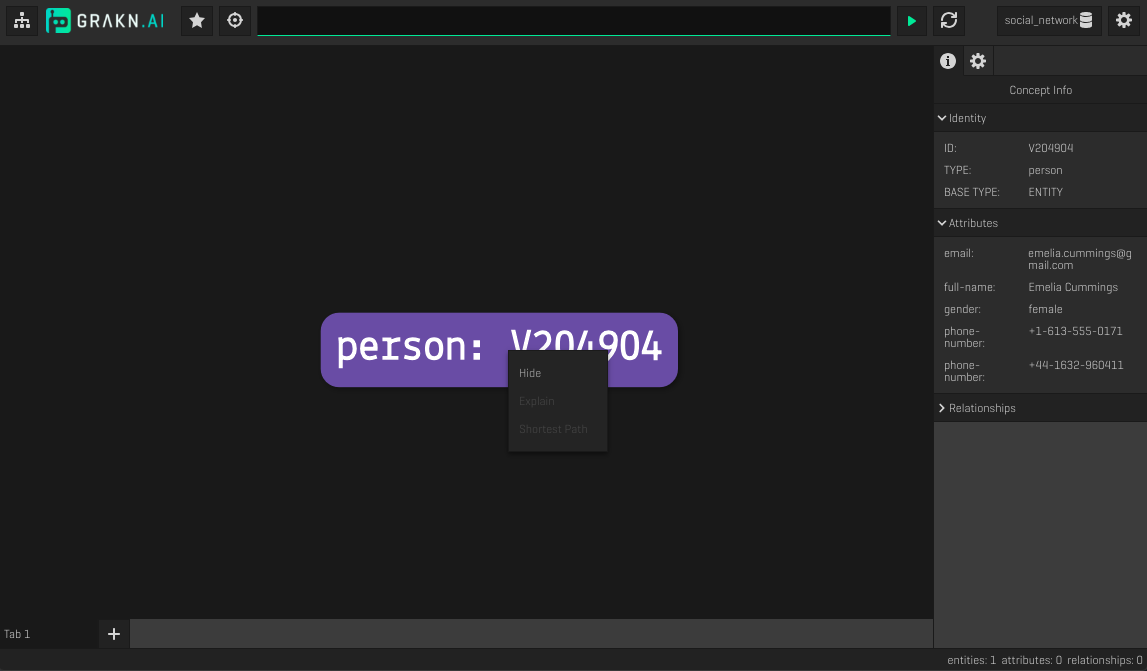 GRAKN.AI
social_network
Concept Info
Identity
ID: V204904
TYPE: person
BASE TYPE: ENTITY
Attributes
email: emelia.cummings@g
mail.com
full-name: Emelia Cummings
gender: female
phone- +1-613-555-0171
number:
phone- +44-1632-960411
number:
Relationships
person: V204904
Hide
Explain
Shortest Path
Tab 1
entities: 1 attributes: 0 relationships: 0